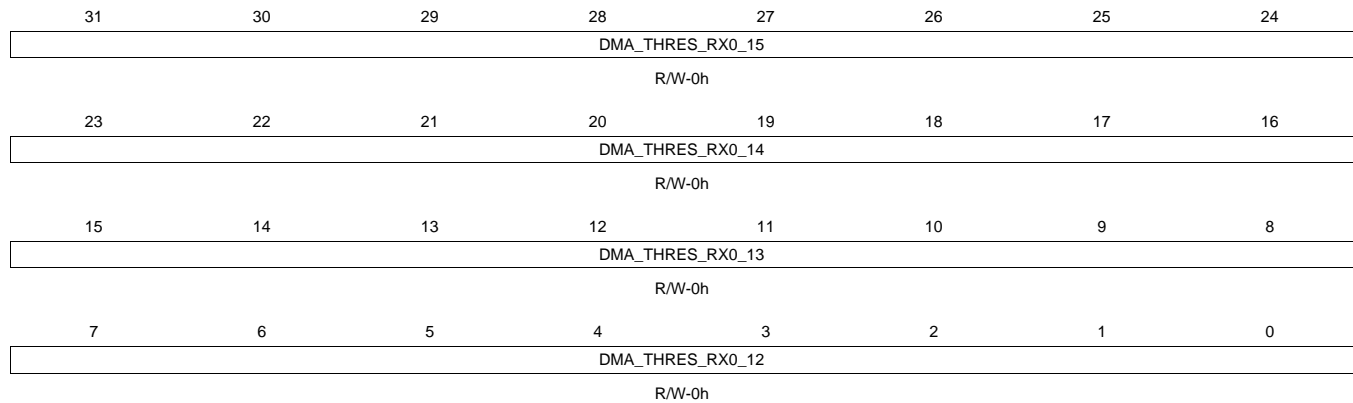 31 30 29 28 27 26 25 24
DMA_THRES_RX0_15
R/W-0h
23 22 21 20 19 18 17 16
DMA_THRES_RX0_14
R/W-0h
15 14 13 12 11 10 9 8
DMA_THRES_RX0_13
R/W-0h
7 6 5 4 3 2 1 0
DMA_THRES_RX0_12
R/W-0h